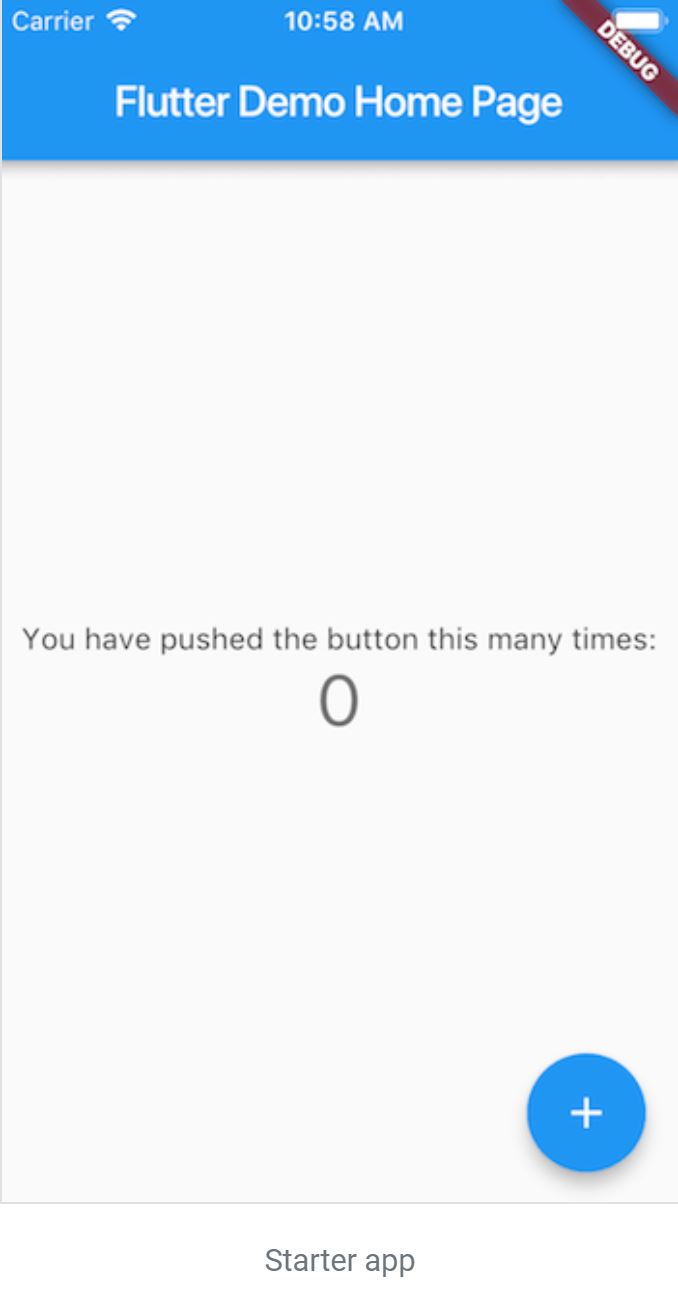 Carrier 10:58 AM
DEBUG
Flutter Demo Home Page
You have pushed the button this many times:
0
+
Starter app